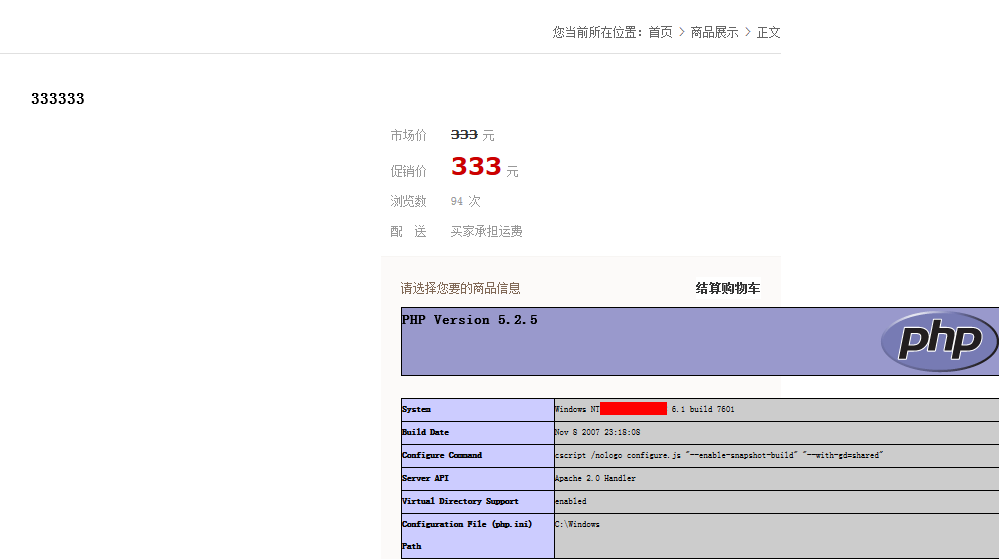 您当前所在位置：首页 > 商品展示 > 正文
333333
市场价 333 元
促销价 333 元
浏览数 94 次
配 送 买家承担运费
请选择您要的商品信息 结算购物车
PHP Version 5.2.5 php
System Windows NT 6.1 build 7601
Build Date Nov 8 2007 23:18:08
Configure Command cscript /nologo configure.js "--enable-snapshot-build" "--with-gd=shared"
Server API Apache 2.0 Handler
Virtual Directory Support enabled
Configuration File (php.ini) C:\Windows
Path